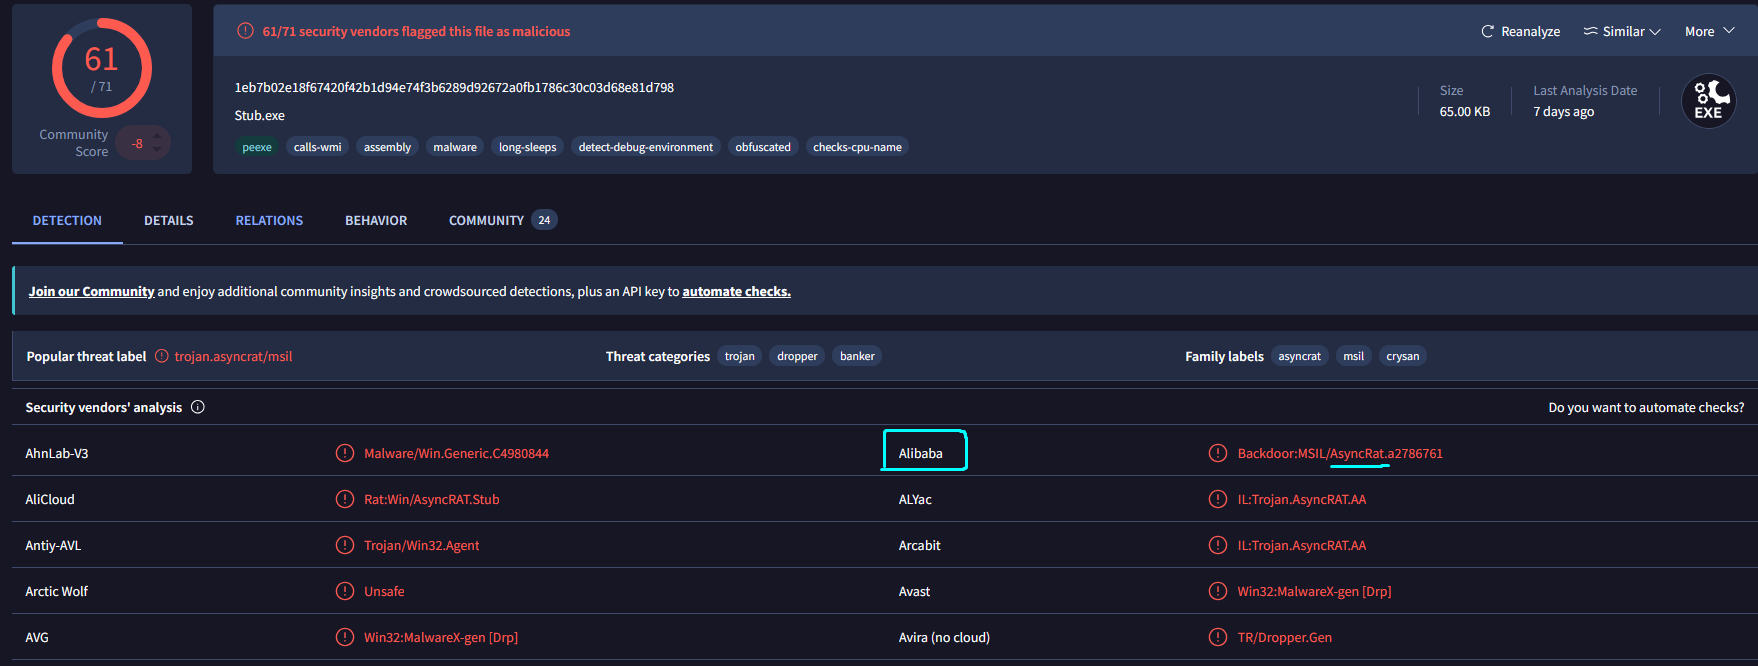 61
/ 71
Community
Score
-8
61/71 security vendors flagged this file as malicious
Reanalyze
Similar
More
1eb7b02e18f67420f42b1d94e74f3b6289d92672a0fb1786c30c03d68e81d798
Stub.exe
peexe calls-wmi assembly malware long-sleeps detect-debug-environment obfuscated checks-cpu-name
Size
65.00 KB
Last Analysis Date
7 days ago
EXE
DETECTION DETAILS RELATIONS BEHAVIOR COMMUNITY 24
Join our Community and enjoy additional community insights and crowdsourced detections, plus an API key to automate checks.
Popular threat label trojan.asyncrat/msil Threat categories trojan dropper banker Family labels asyncrat msil crysan
Security vendors' analysis Do you want to automate checks?
AhnLab-V3 Malware/Win.Generic.C4980844 Alibaba Backdoor:MSIL/AsyncRat.a2786761
AliCloud Rat:Win/AsyncRAT.Stub ALYac IL:Trojan.AsyncRAT.AA
Antiy-AVL Trojan/Win32.Agent Arcabit IL:Trojan.AsyncRAT.AA
Arctic Wolf Unsafe Avast Win32:MalwareX-gen [Drp]
AVG Win32:MalwareX-gen [Drp] Avira (no cloud) TR/Dropper.Gen